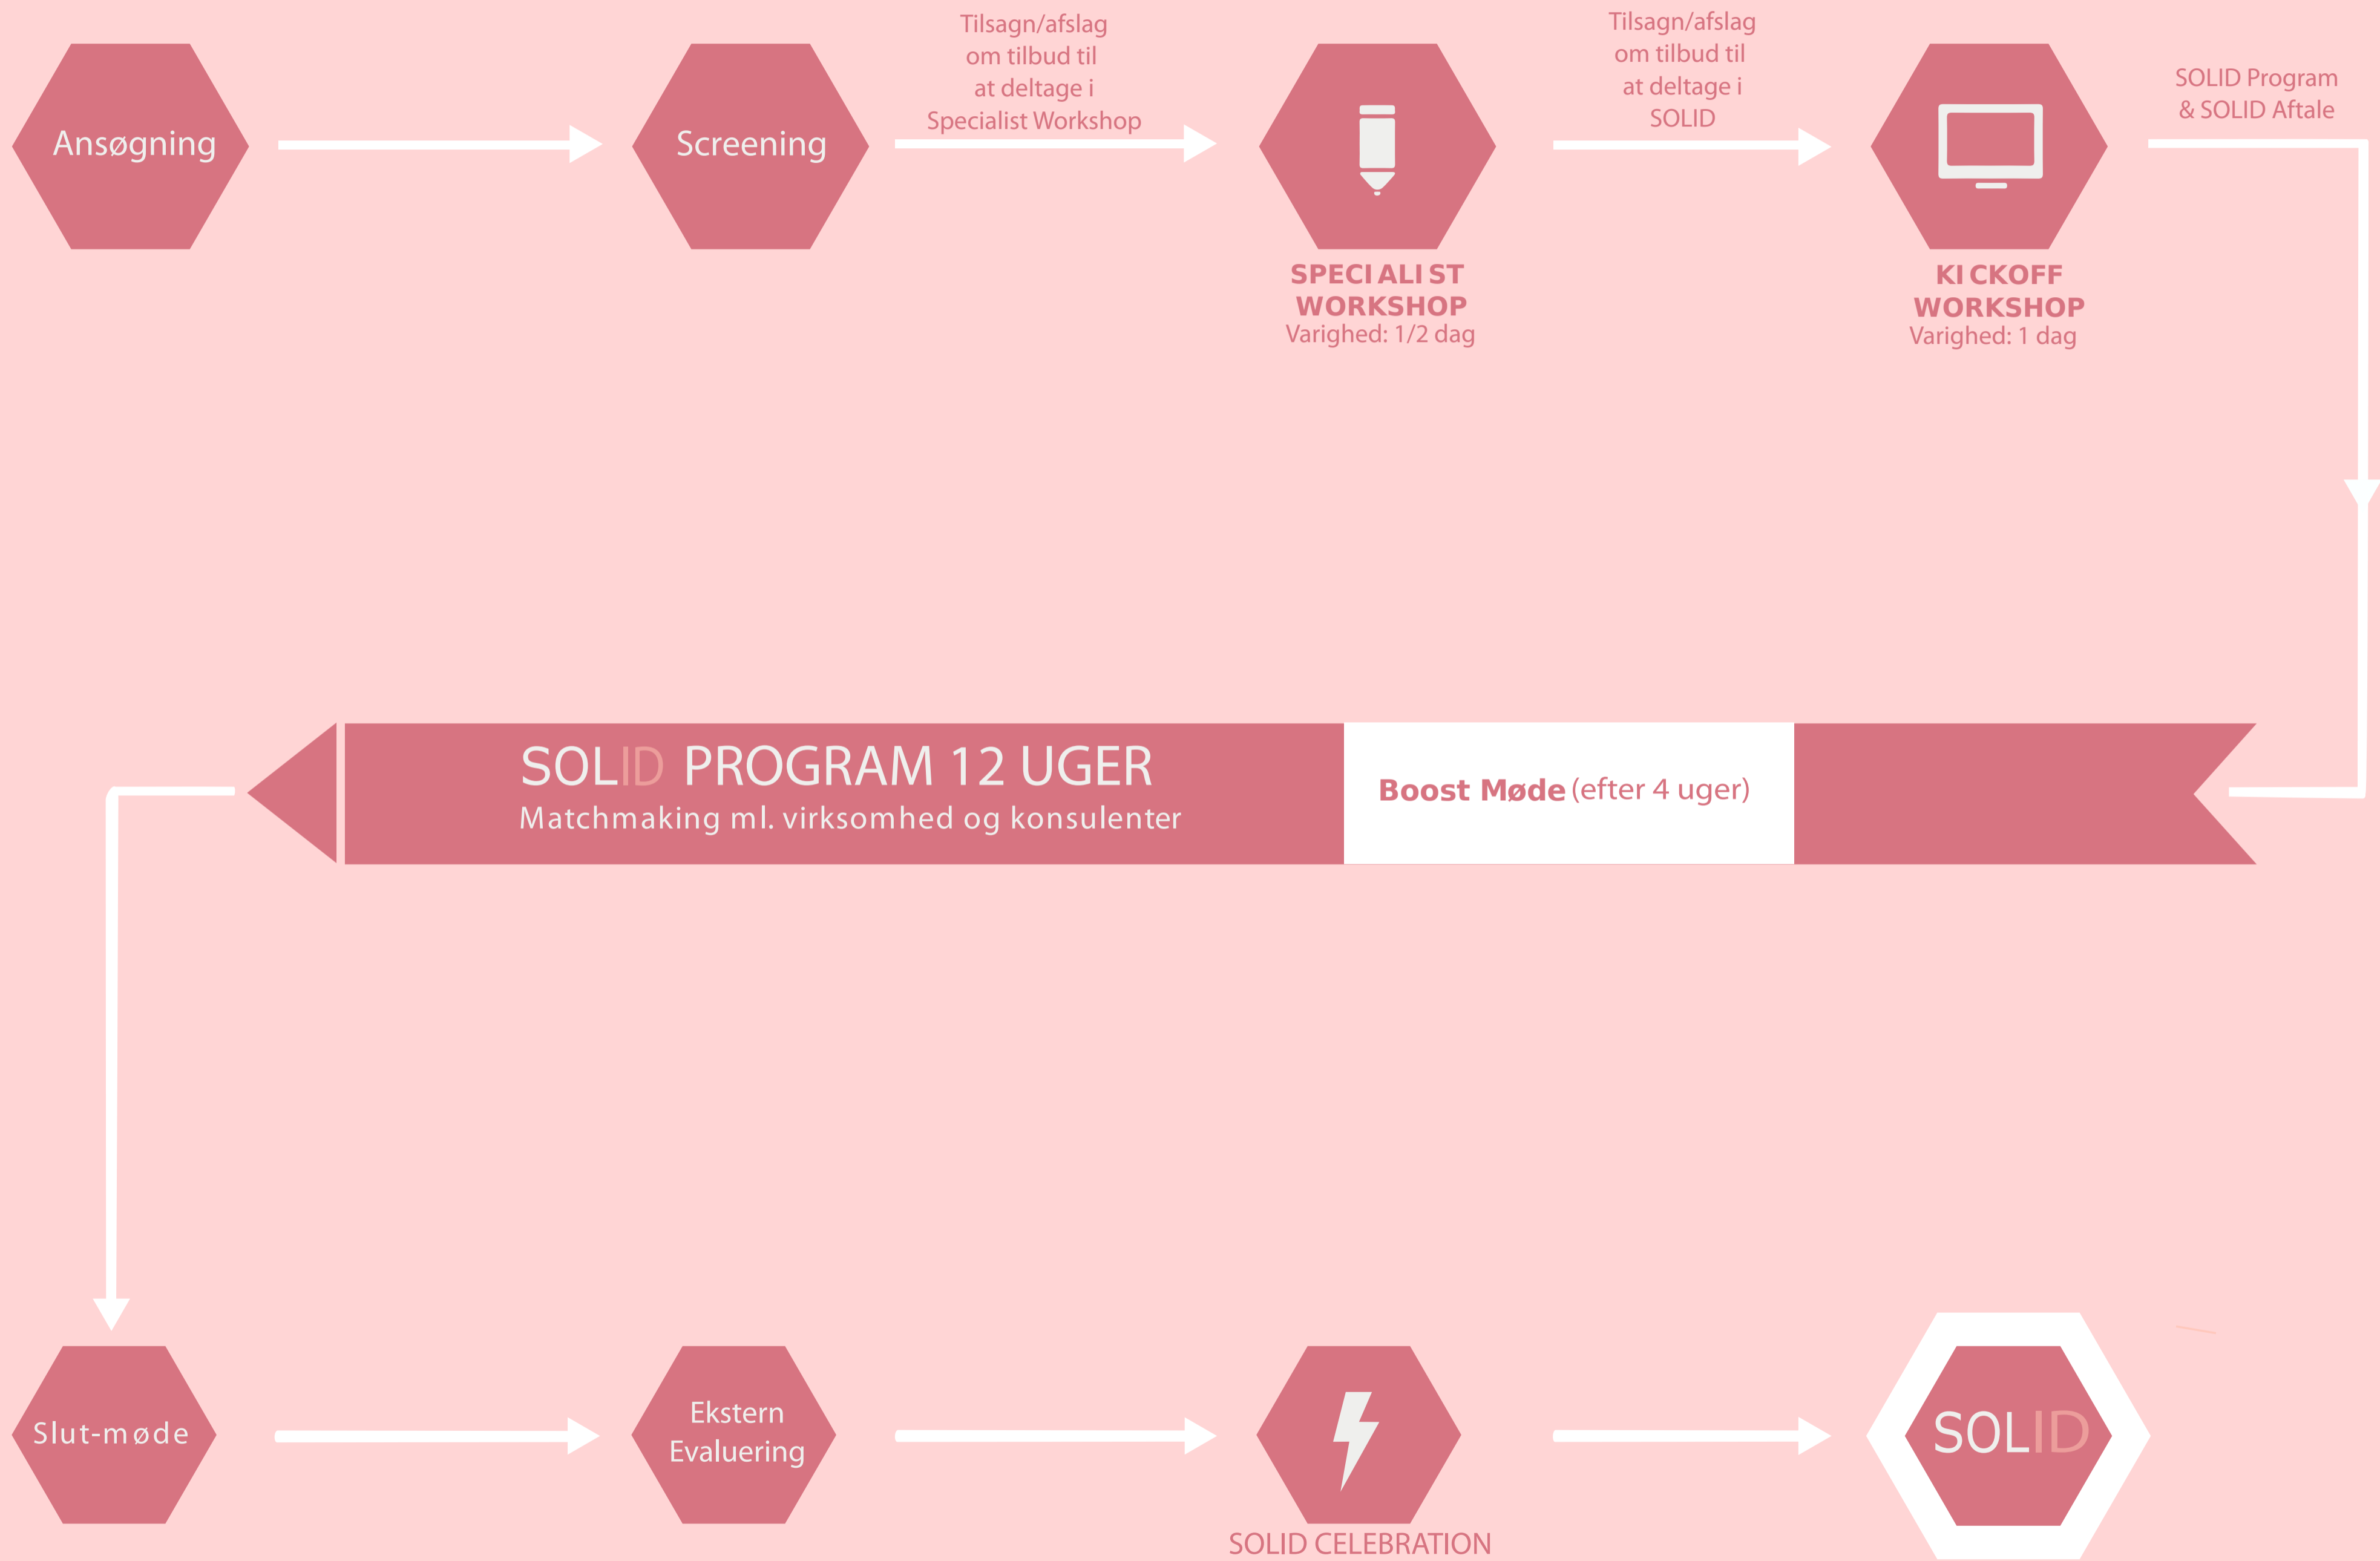 Ansøgning
Screening
Tilsagn/afslag
om tilbud til
at deltage i
Specialist Workshop
SPECIALIST
WORKSHOP
Varighed: 1/2 dag
Tilsagn/afslag
om tilbud til
at deltage i
SOLID
KICKOFF
WORKSHOP
Varighed: 1 dag
SOLID Program
& SOLID Aftale
SOLID PROGRAM 12 UGER
Matchmaking ml. virksomhed og konsulenter
Boost Møde (efter 4 uger)
Slut-møde
Ekstern
Evaluering
SOLID CELEBRATION
SOLID